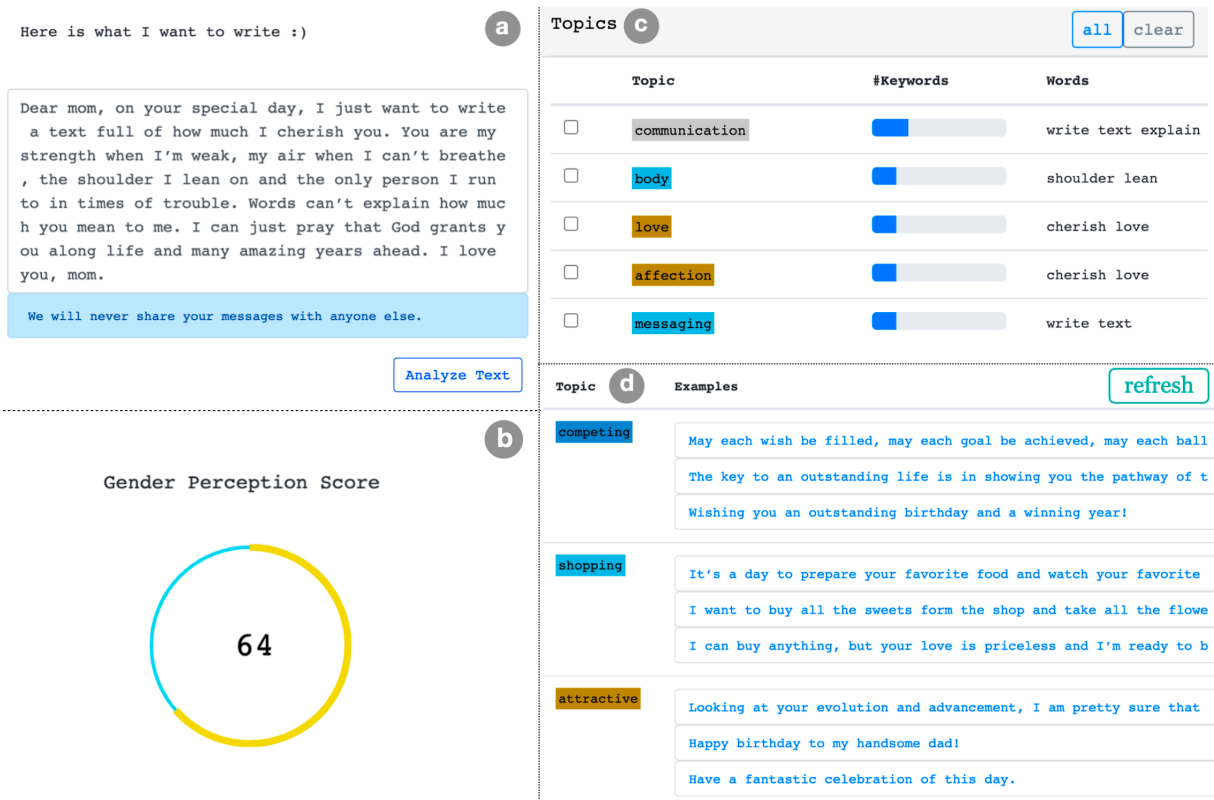 Here is what I want to write :)
a
Dear mom, on your special day, I just want to write
a text full of how much I cherish you. You are my
strength when I'm weak, my air when I can't breathe
, the shoulder I lean on and the only person I run
to in times of trouble. Words can't explain how muc
h you mean to me. I can just pray that God grants y
ou along life and many amazing years ahead. I love
you, mom.
We will never share your messages with anyone else.
Analyze Text
b
Gender Perception Score
64
Topics c
all clear
Topic #Keywords Words
communication write text explain
body shoulder lean
love cherish love
affection cherish love
messaging write text
Topic d Examples refresh
competing
May each wish be filled, may each goal be achieved, may each ball
The key to an outstanding life is in showing you the pathway of t
Wishing you an outstanding birthday and a winning year!
shopping
It's a day to prepare your favorite food and watch your favorite
I want to buy all the sweets form the shop and take all the flowe
I can buy anything, but your love is priceless and I'm ready to b
attractive
Looking at your evolution and advancement, I am pretty sure that
Happy birthday to my handsome dad!
Have a fantastic celebration of this day.